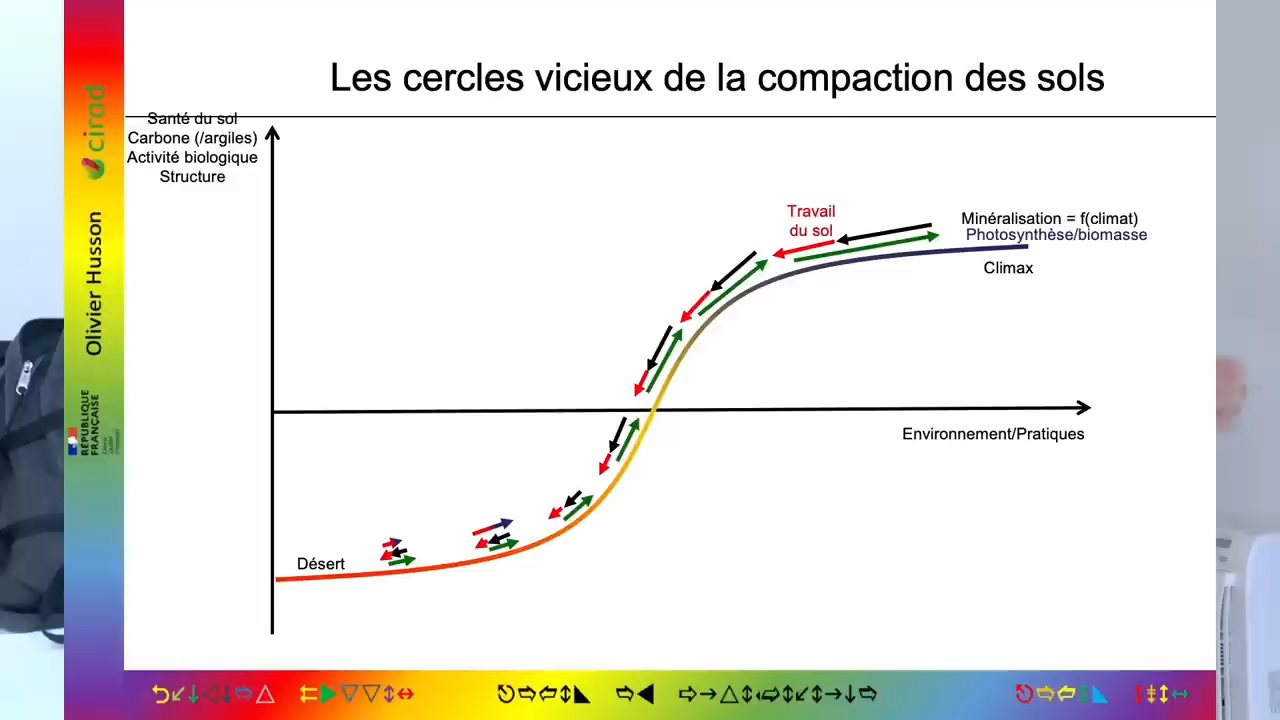 Les cercles vicieux de la compaction des sols
Santé du sol
Carbone (/argiles)
Activité biologique
Structure
Travail
du sol
Minéralisation = f(climat)
Photosynthèse/biomasse
Climax
Environnement/Pratiques
Désert
cirad
Olivier Husson
RÉPUBLIQUE
FRANÇAISE